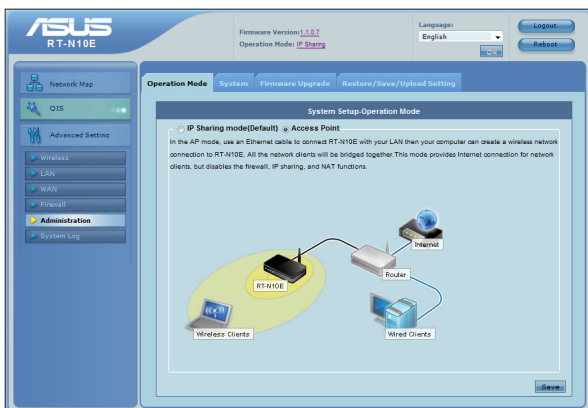 ASUS
RT-N10E
Firmware Version:1.1.0.7
Operation Mode: IP Sharing
Language:
English
OK
Logout
Reboot
Network Map
QIS
Advanced Setting
Wireless
LAN
WAN
Firewall
Administration
System Log
Operation Mode System Firmware Upgrade Restore/Save/Upload Setting
System Setup-Operation Mode
IP Sharing mode(Default) Access Point
In the AP mode, use an Ethernet cable to connect RT-N10E with your LAN then your computer can create a wireless network
connection to RT-N10E. All the network clients will be bridged together.This mode provides Internet connection for network
clients, but disables the firewall, IP sharing, and NAT functions.
Internet
Router
RT-N10E
Wireless Clients
Wired Clients
Save